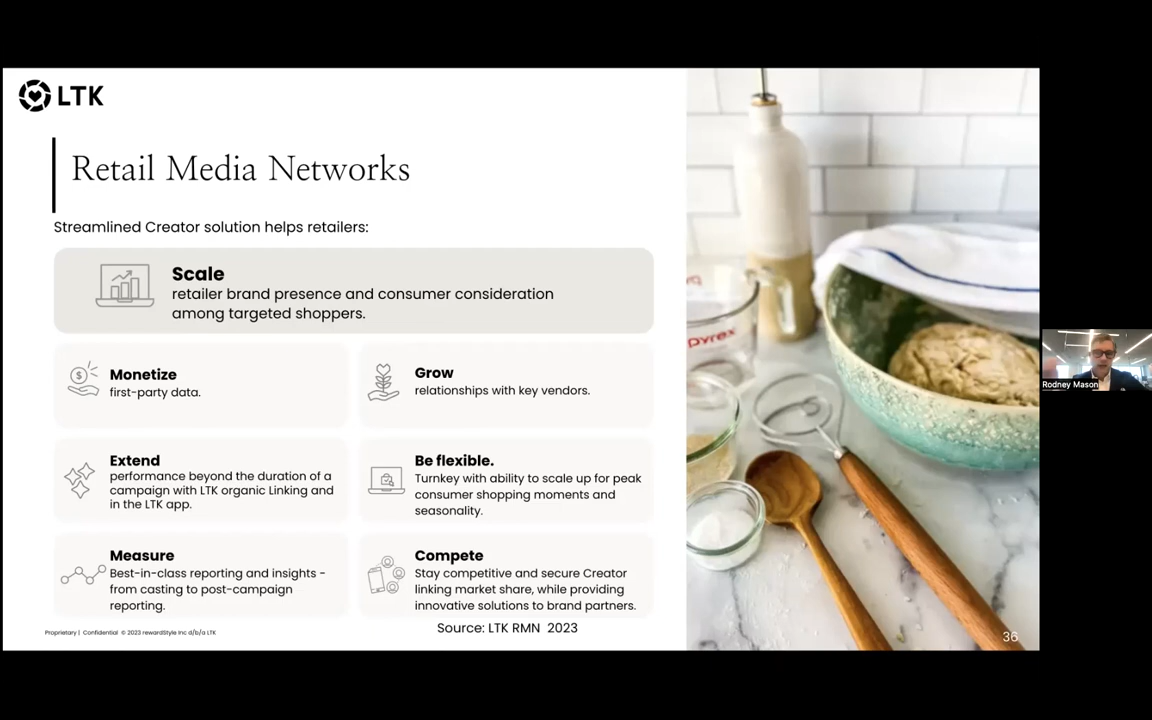 LTK
Retail Media Networks
Streamlined Creator solution helps retailers:
Scale
retailer brand presence and consumer consideration
among targeted shoppers.
Monetize
first-party data.
Grow
relationships with key vendors.
Extend
performance beyond the duration of a
campaign with LTK organic Linking and
in the LTK app.
Be flexible.
Turnkey with ability to scale up for peak
consumer shopping moments and
seasonality.
Measure
Best-in-class reporting and insights -
from casting to post-campaign
reporting.
Compete
Stay competitive and secure Creator
linking market share, while providing
innovative solutions to brand partners.
Proprietary | Confidential © 2023 rewardStyle Inc d/b/a LTK
Source: LTK RMN 2023
36
pyrex
Rodney Mason